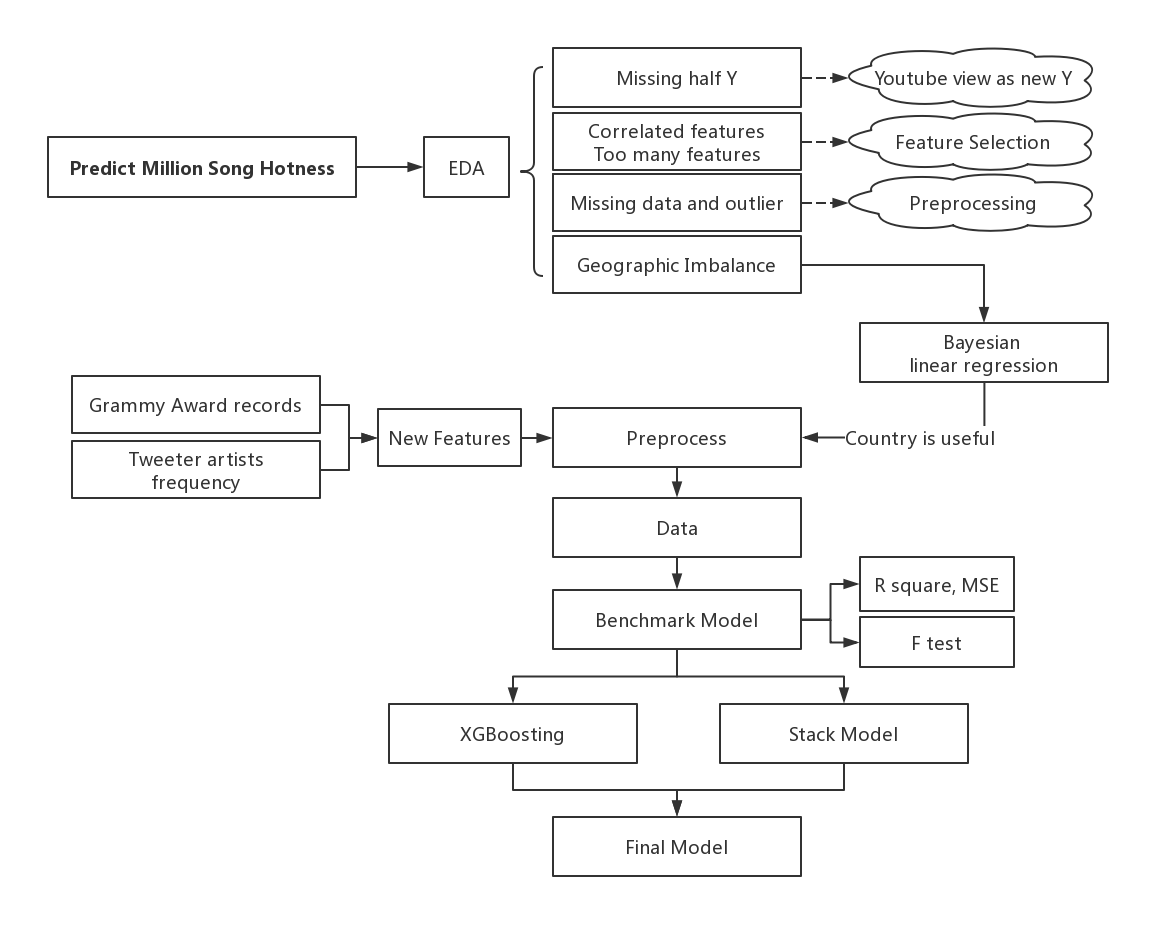 Missing half Y
Youtube view as new Y
Correlated features
Too many features
Feature Selection
Predict Million Song Hotness
EDA
Missing data and outlier
Preprocessing
Geographic Imbalance
Bayesian
linear regression
Grammy Award records
Tweeter artists
frequency
New Features
Preprocess
Country is useful
Data
Benchmark Model
R square, MSE
F test
XGBoosting
Stack Model
Final Model